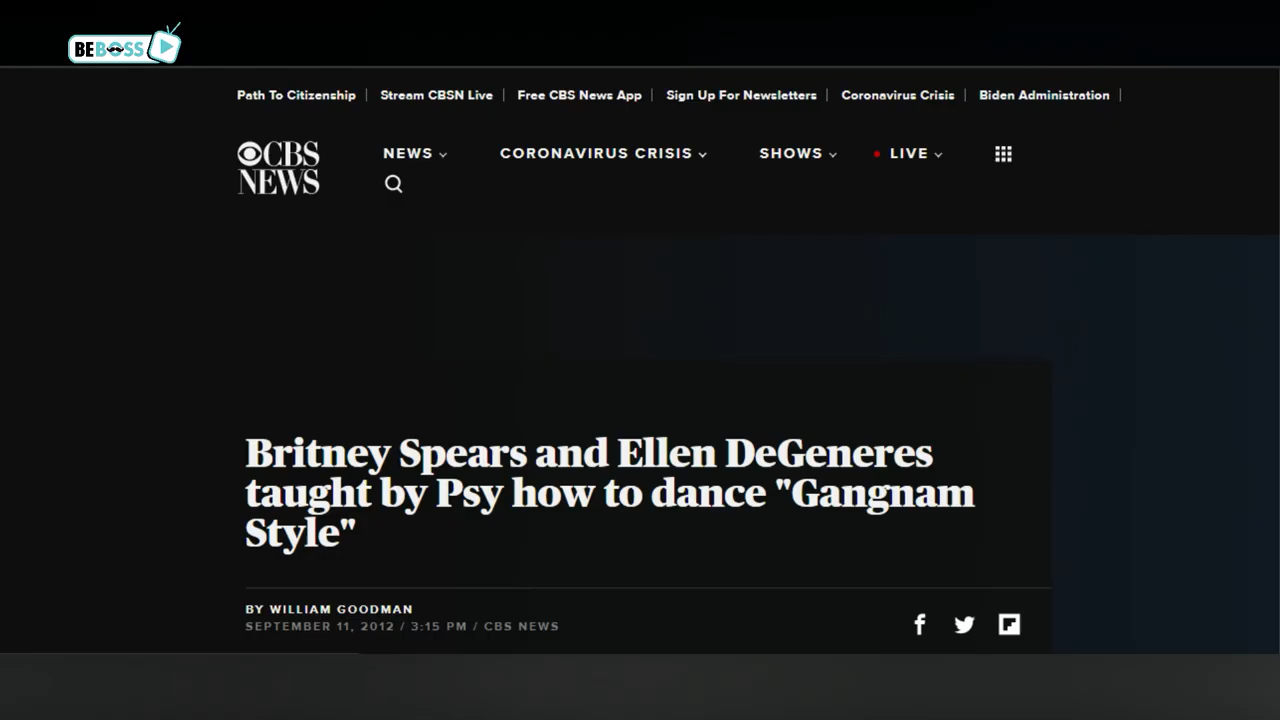 BEBOSS
Path To Citizenship | Stream CBSN Live | Free CBS News App | Sign Up For Newsletters | Coronavirus Crisis | Biden Administration |
CBS NEWS
NEWS CORONAVIRUS CRISIS SHOWS LIVE
Britney Spears and Ellen DeGeneres
taught by Psy how to dance "Gangnam
Style"
BY WILLIAM GOODMAN
SEPTEMBER 11, 2012 / 3:15 PM / CBS NEWS